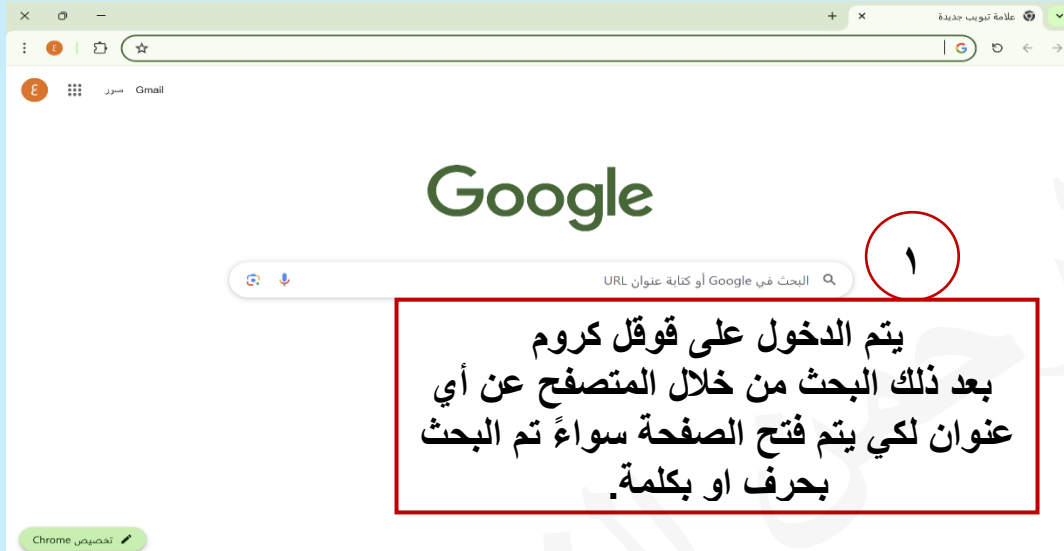 علامة تبويب جديدة
G
ع
Gmail صور
ع
Google
البحث في Google أو كتابة عنوان URL
١
يتم الدخول على قوقل كروم
بعد ذلك البحث من خلال المتصفح عن أي
عنوان لكي يتم فتح الصفحة سواءً تم البحث
بحرف او بكلمة.
تخصيص Chrome